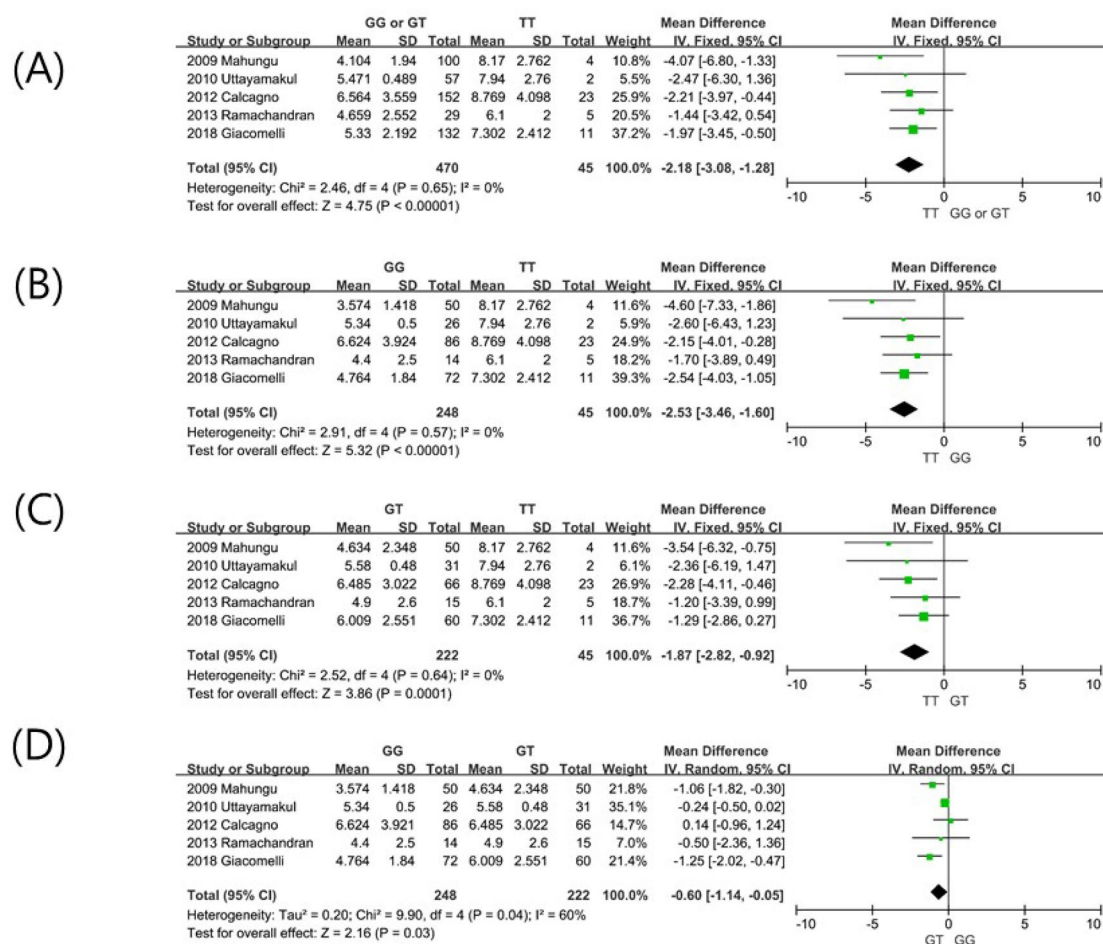 (A)
GG or GT TT Mean Difference Mean Difference
Study or Subgroup Mean SD Total Mean SD Total Weight IV. Fixed. 95% CI IV. Fixed. 95% CI
2009 Mahungu 4.104 1.94 100 8.17 2.762 4 10.8% -4.07 [-6.80, -1.33]
2010 Uttayamakul 5.471 0.489 57 7.94 2.76 2 5.5% -2.47 [-6.30, 1.36]
2012 Calcagno 6.564 3.559 152 8.769 4.098 23 25.9% -2.21 [-3.97, -0.44]
2013 Ramachandran 4.659 2.552 29 6.1 2 5 20.5% -1.44 [-3.42, 0.54]
2018 Giacomelli 5.33 2.192 132 7.302 2.412 11 37.2% -1.97 [-3.45, -0.50]
Total (95% CI) 470 45 100.0% -2.18 [-3.08, -1.28]
Heterogeneity: Chi² = 2.46, df = 4 (P = 0.65); I² = 0%
Test for overall effect: Z = 4.75 (P < 0.00001)
-10 -5 0 5 10
TT GG or GT
(B)
GG TT Mean Difference Mean Difference
Study or Subgroup Mean SD Total Mean SD Total Weight IV. Fixed. 95% CI IV. Fixed. 95% CI
2009 Mahungu 3.574 1.418 50 8.17 2.762 4 11.6% -4.60 [-7.33, -1.86]
2010 Uttayamakul 5.34 0.5 26 7.94 2.76 2 5.9% -2.60 [-6.43, 1.23]
2012 Calcagno 6.624 3.924 86 8.769 4.098 23 24.9% -2.15 [-4.01, -0.28]
2013 Ramachandran 4.4 2.5 14 6.1 2 5 18.2% -1.70 [-3.89, 0.49]
2018 Giacomelli 4.764 1.84 72 7.302 2.412 11 39.3% -2.54 [-4.03, -1.05]
Total (95% CI) 248 45 100.0% -2.53 [-3.46, -1.60]
Heterogeneity: Chi² = 2.91, df = 4 (P = 0.57); I² = 0%
Test for overall effect: Z = 5.32 (P < 0.00001)
-10 -5 0 5 10
TT GG
(C)
GT TT Mean Difference Mean Difference
Study or Subgroup Mean SD Total Mean SD Total Weight IV. Fixed. 95% CI IV. Fixed. 95% CI
2009 Mahungu 4.634 2.348 50 8.17 2.762 4 11.6% -3.54 [-6.32, -0.75]
2010 Uttayamakul 5.58 0.48 31 7.94 2.76 2 6.1% -2.36 [-6.19, 1.47]
2012 Calcagno 6.485 3.022 66 8.769 4.098 23 26.9% -2.28 [-4.11, -0.46]
2013 Ramachandran 4.9 2.6 15 6.1 2 5 18.7% -1.20 [-3.39, 0.99]
2018 Giacomelli 6.009 2.551 60 7.302 2.412 11 36.7% -1.29 [-2.86, 0.27]
Total (95% CI) 222 45 100.0% -1.87 [-2.82, -0.92]
Heterogeneity: Chi² = 2.52, df = 4 (P = 0.64); I² = 0%
Test for overall effect: Z = 3.86 (P = 0.0001)
-10 -5 0 5 10
TT GT
(D)
GG GT Mean Difference Mean Difference
Study or Subgroup Mean SD Total Mean SD Total Weight IV. Random. 95% CI IV. Random. 95% CI
2009 Mahungu 3.574 1.418 50 4.634 2.348 50 21.8% -1.06 [-1.82, -0.30]
2010 Uttayamakul 5.34 0.5 26 5.58 0.48 31 35.1% -0.24 [-0.50, 0.02]
2012 Calcagno 6.624 3.921 86 6.485 3.022 66 14.7% 0.14 [-0.96, 1.24]
2013 Ramachandran 4.4 2.5 14 4.9 2.6 15 7.0% -0.50 [-2.36, 1.36]
2018 Giacomelli 4.764 1.84 72 6.009 2.551 60 21.4% -1.25 [-2.02, -0.47]
Total (95% CI) 248 222 100.0% -0.60 [-1.14, -0.05]
Heterogeneity: Tau² = 0.20; Chi² = 9.90, df = 4 (P = 0.04); I² = 60%
Test for overall effect: Z = 2.16 (P = 0.03)
-10 -5 0 5 10
GT GG